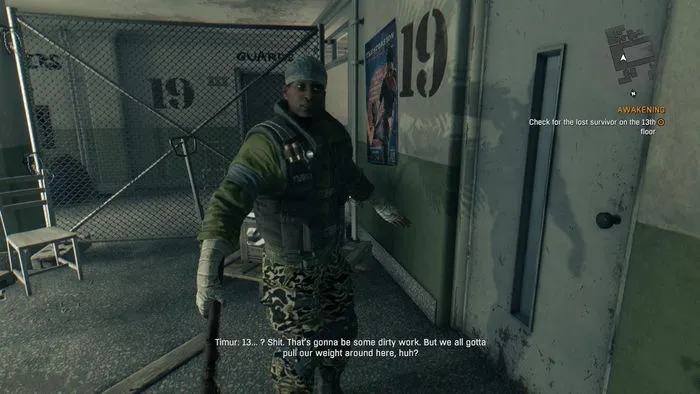 ERS
GUARDS
19
19
AWAKENING
Check for the lost survivor on the 13th
floor
Timur: 13... ? Shit. That's gonna be some dirty work. But we all gotta
pull our weight around here, huh?